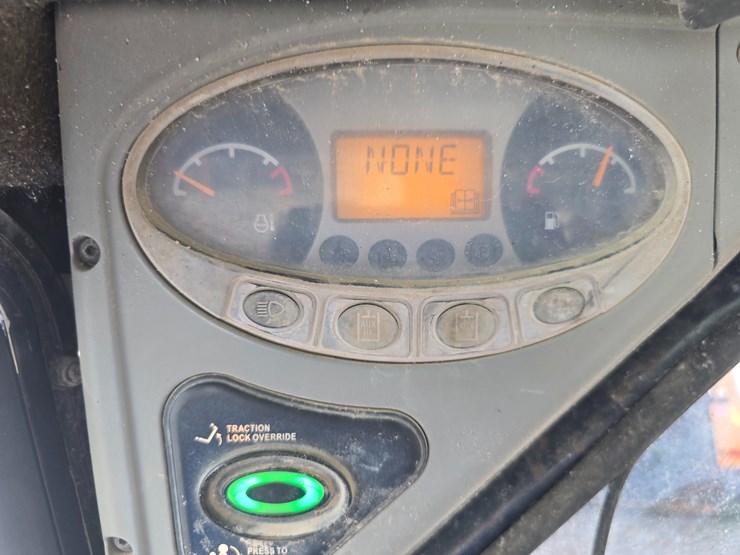 NONE
TRACTION
LOCK OVERRIDE
PRESS TO